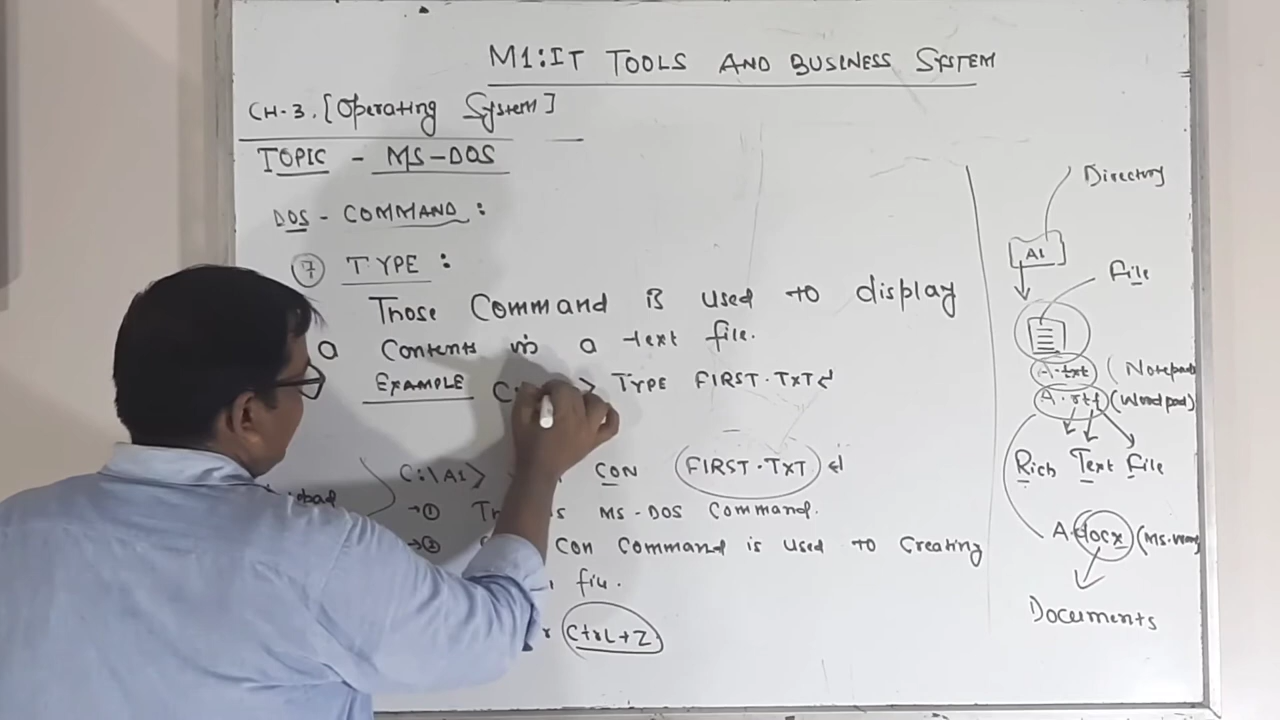 M1:IT TOOLS AND BUSINESS SYSTEM
CH-3. [Operating System]
TOPIC - MS-DOS
DOS - COMMAND :
7 TYPE :
Those Command is used to display
a Contents in a text file.
EXAMPLE C: > TYPE FIRST.TXT
C:\A1> CON FIRST.TXT
→① MS-DOS Command.
→② CON Command is used to Creating
Ctrl+Z
Directory
A1
File
A.txt (Notepad
A.rtf (Wordpad)
Rich Text File
A.docx (MS.
Documents